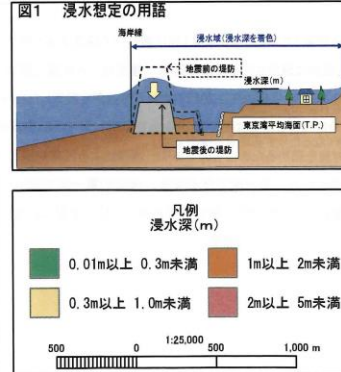 図1 浸水想定の用語
海岸線
浸水域(浸水深を着色)
地震前の堤防
浸水深(m)
東京湾平均海面(T.P.)
地震後の堤防
凡例
浸水深(m)
0.01m以上 0.3m未満
1m以上 2m未満
0.3m以上 1.0m未満
2m以上 5m未満
1:25,000
500 0 500 1,000 m